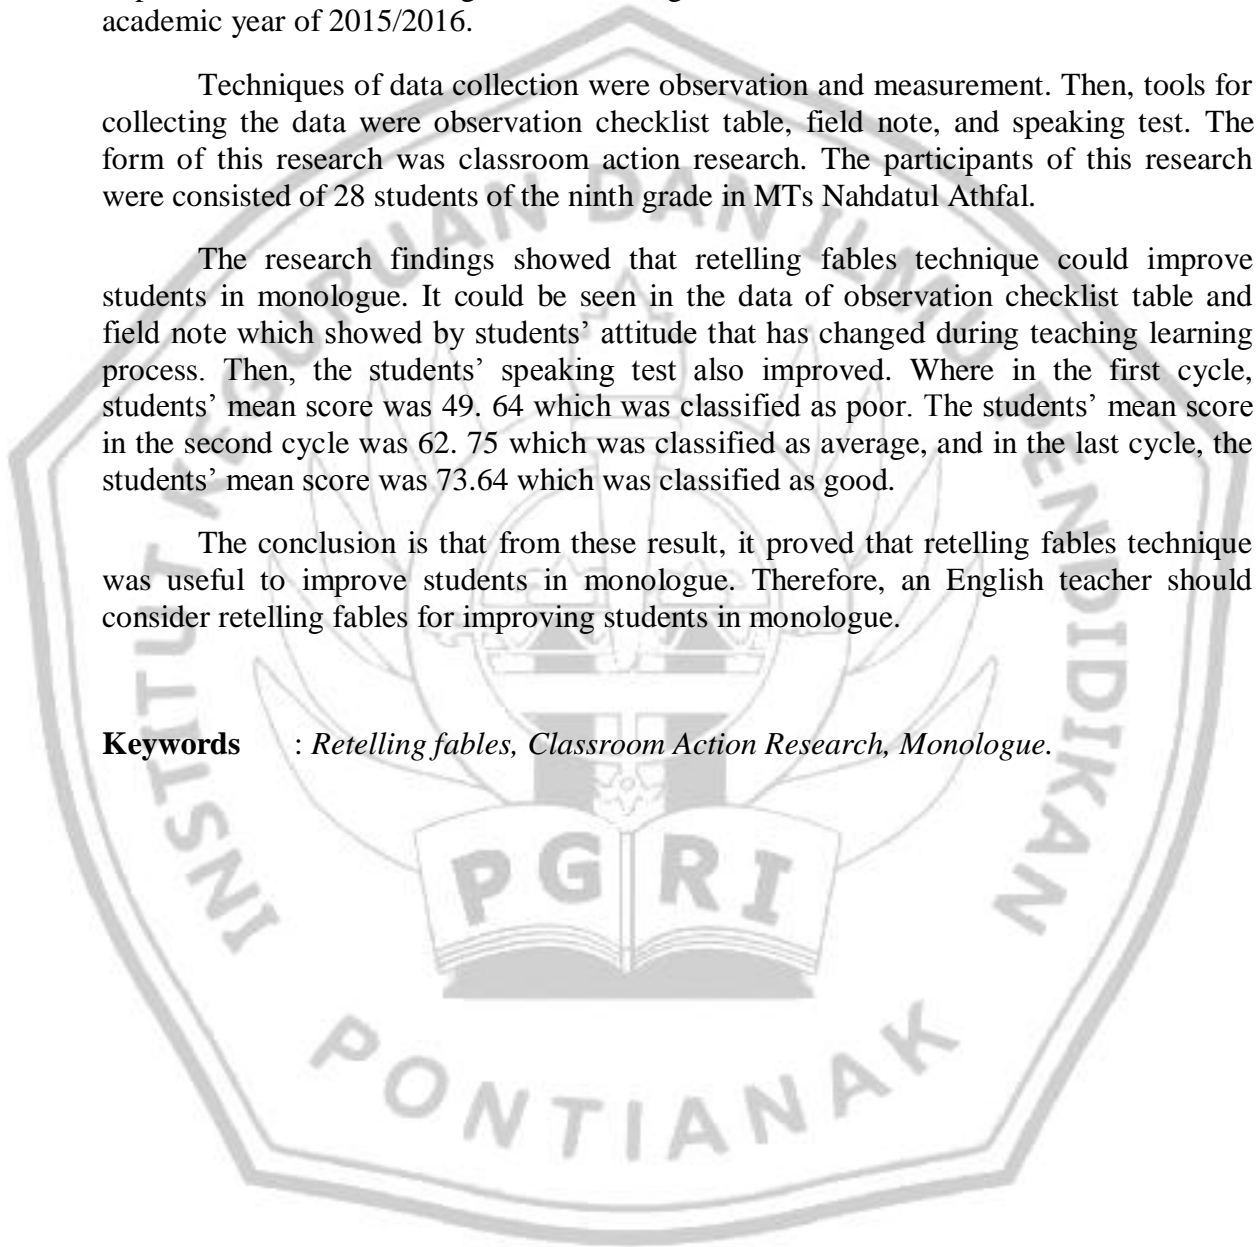 academic year of 2015/2016.
Techniques of data collection were observation and measurement. Then, tools for
collecting the data were observation checklist table, field note, and speaking test. The
form of this research was classroom action research. The participants of this research
were consisted of 28 students of the ninth grade in MTs Nahdatul Athfal.
The research findings showed that retelling fables technique could improve
students in monologue. It could be seen in the data of observation checklist table and
field note which showed by students’ attitude that has changed during teaching learning
process. Then, the students’ speaking test also improved. Where in the first cycle,
students’ mean score was 49. 64 which was classified as poor. The students’ mean score
in the second cycle was 62. 75 which was classified as average, and in the last cycle, the
students’ mean score was 73.64 which was classified as good.
The conclusion is that from these result, it proved that retelling fables technique
was useful to improve students in monologue. Therefore, an English teacher should
consider retelling fables for improving students in monologue.
Keywords : Retelling fables, Classroom Action Research, Monologue.
INSTITUT KEGURUAN DAN ILMU PENDIDIKAN
PGRI
PONTIANAK